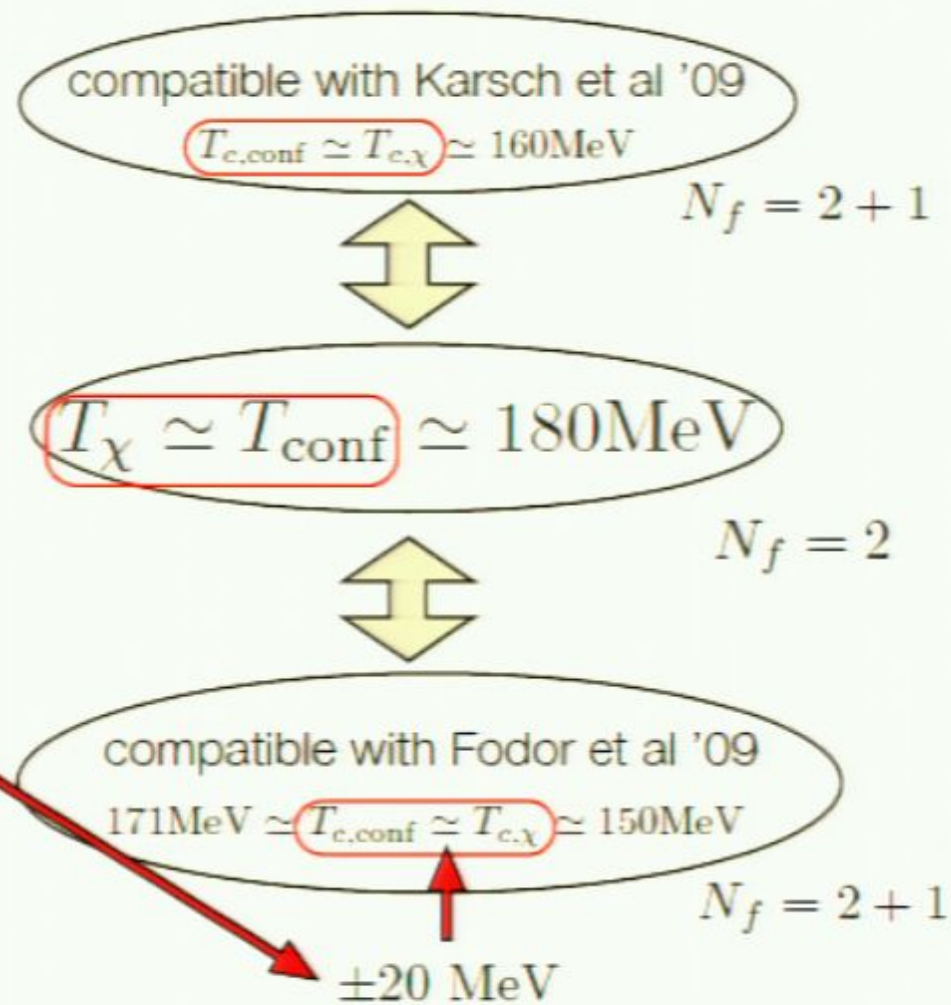 compatible with Karsch et al '09
T_{c,conf} ≃ T_{c,χ} ≃ 160MeV
N_f = 2 + 1
T_χ ≃ T_conf ≃ 180MeV
N_f = 2
compatible with Fodor et al '09
171MeV ≃ T_{c,conf} ≃ T_{c,χ} ≃ 150MeV
N_f = 2 + 1
±20 MeV